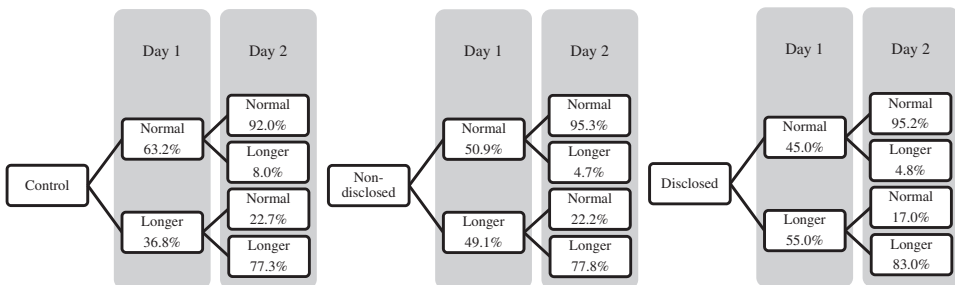 Day 1
Day 2
Control
Normal
63.2%
Longer
36.8%
Normal
92.0%
Longer
8.0%
Normal
22.7%
Longer
77.3%
Day 1
Day 2
Non-
disclosed
Normal
50.9%
Longer
49.1%
Normal
95.3%
Longer
4.7%
Normal
22.2%
Longer
77.8%
Day 1
Day 2
Disclosed
Normal
45.0%
Longer
55.0%
Normal
95.2%
Longer
4.8%
Normal
17.0%
Longer
83.0%